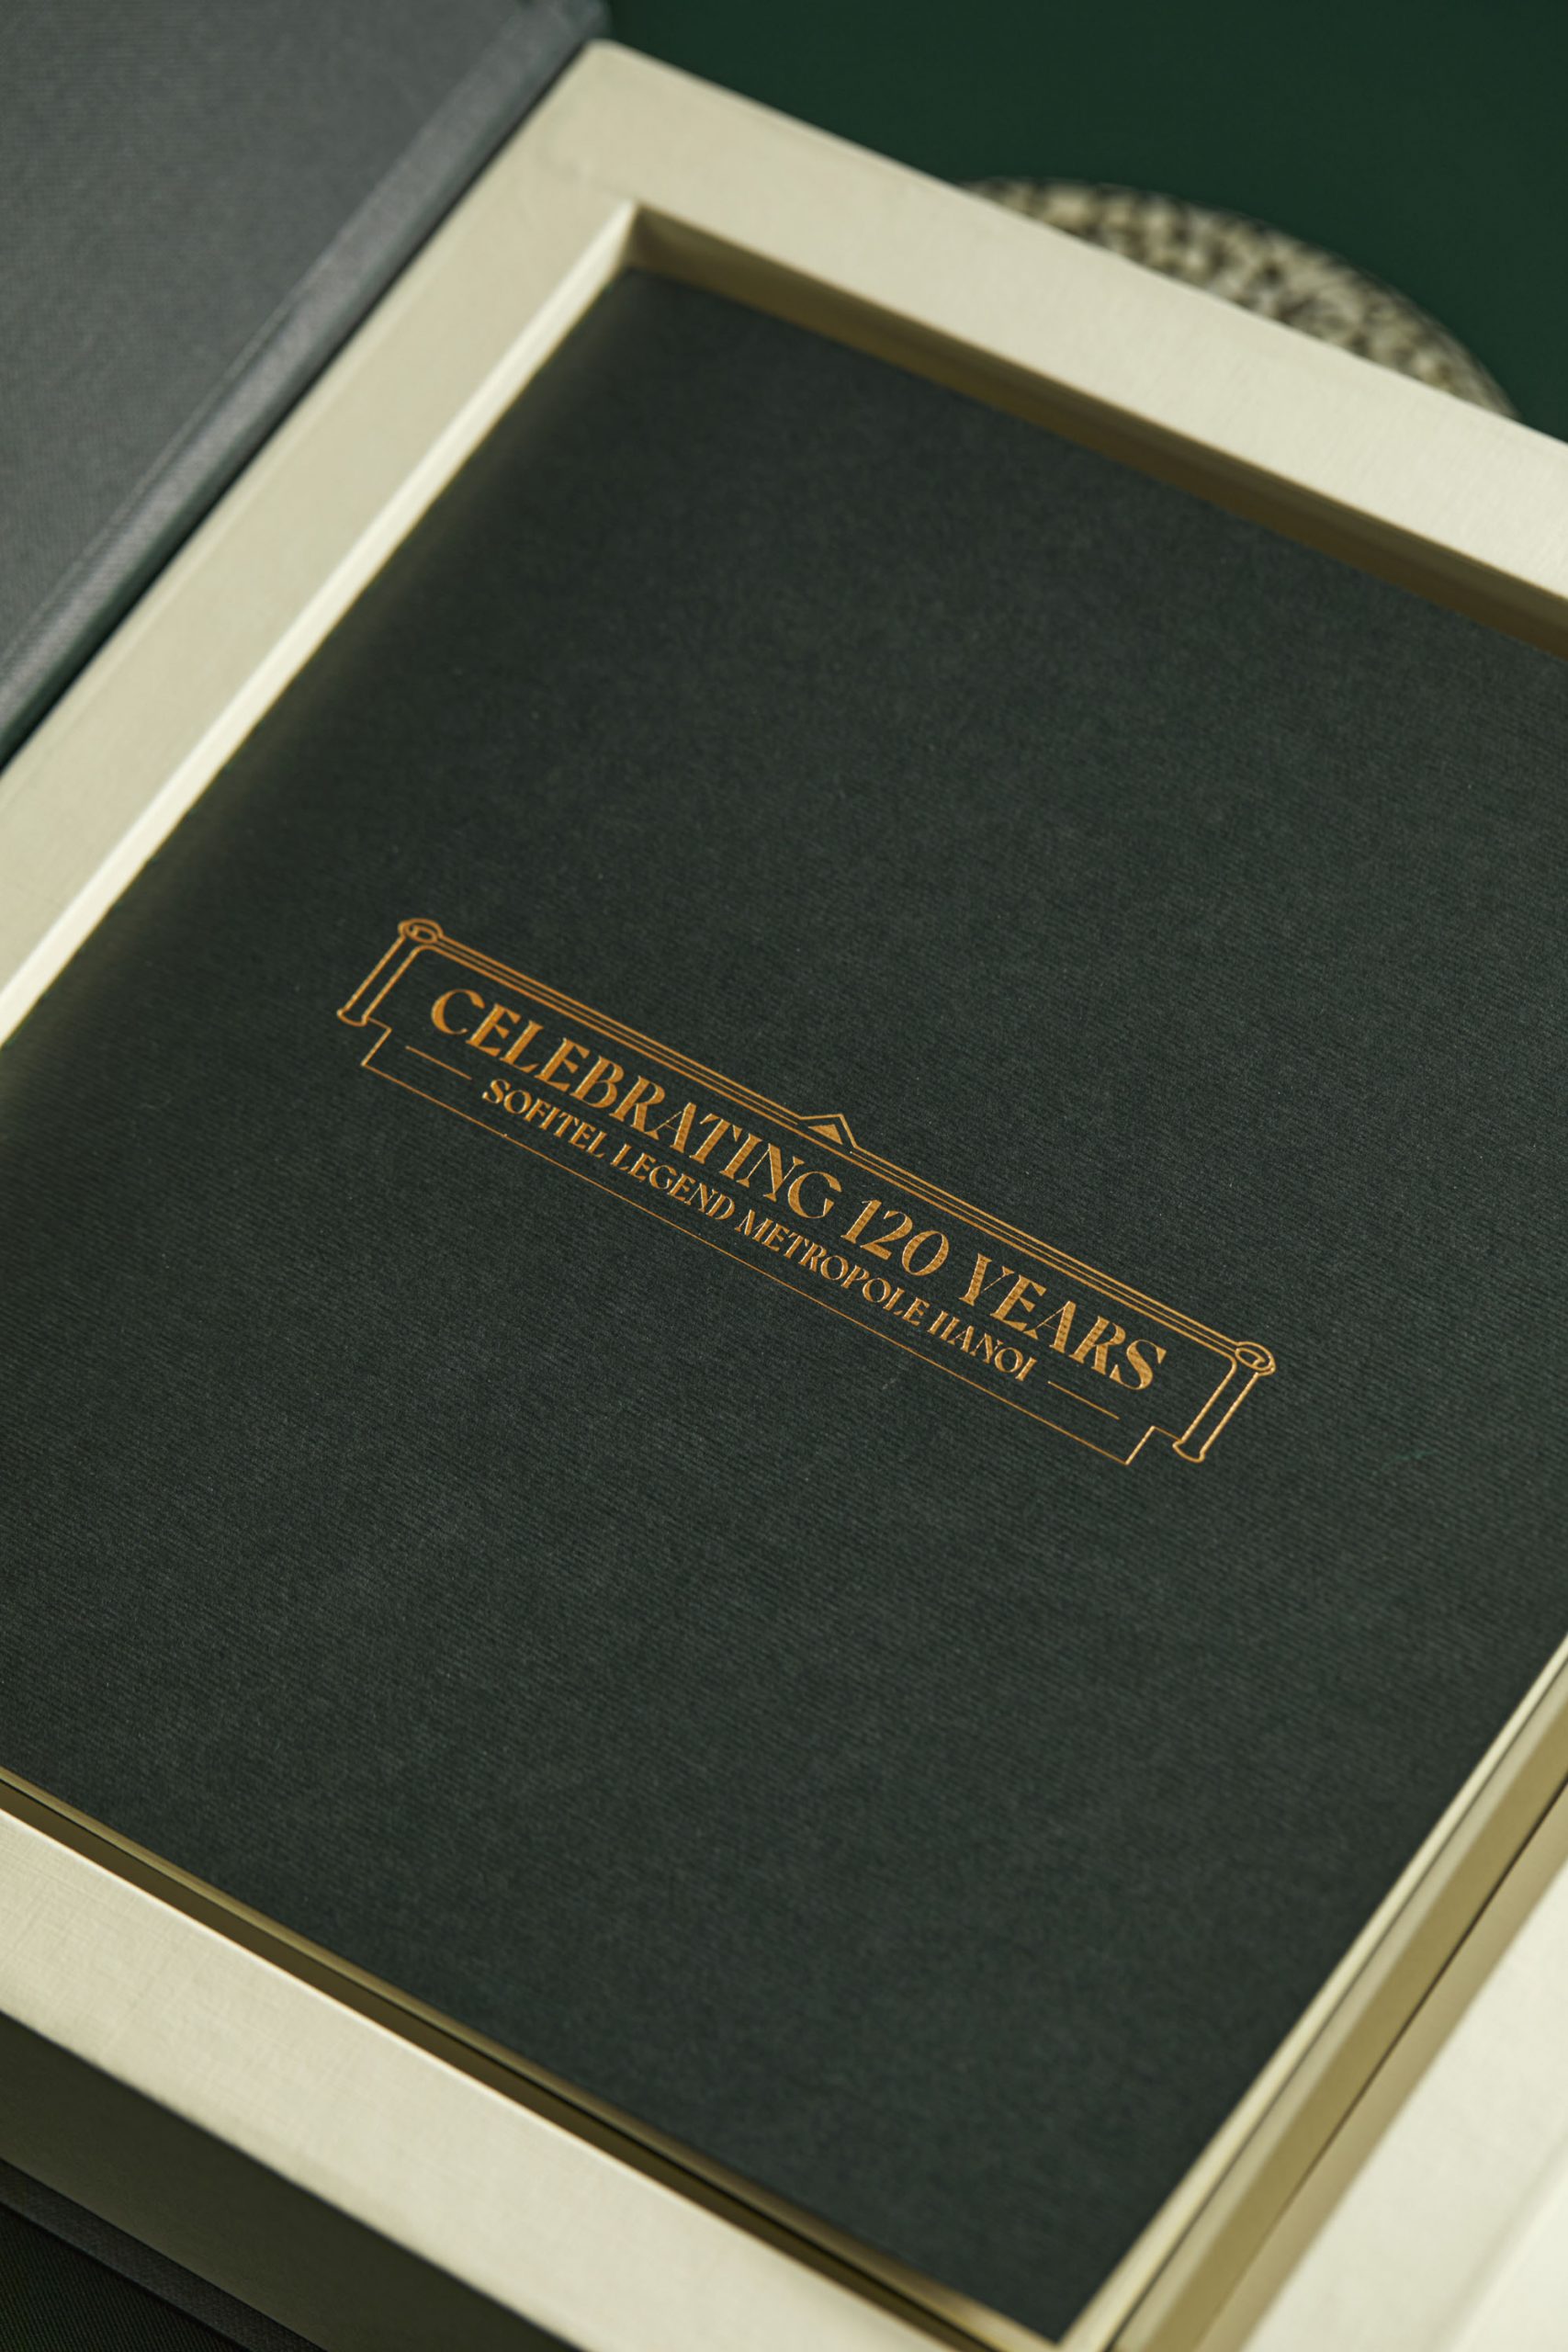 CELEBRATING 120 YEARS
SOFITEL LEGEND METROPOLE HANOI